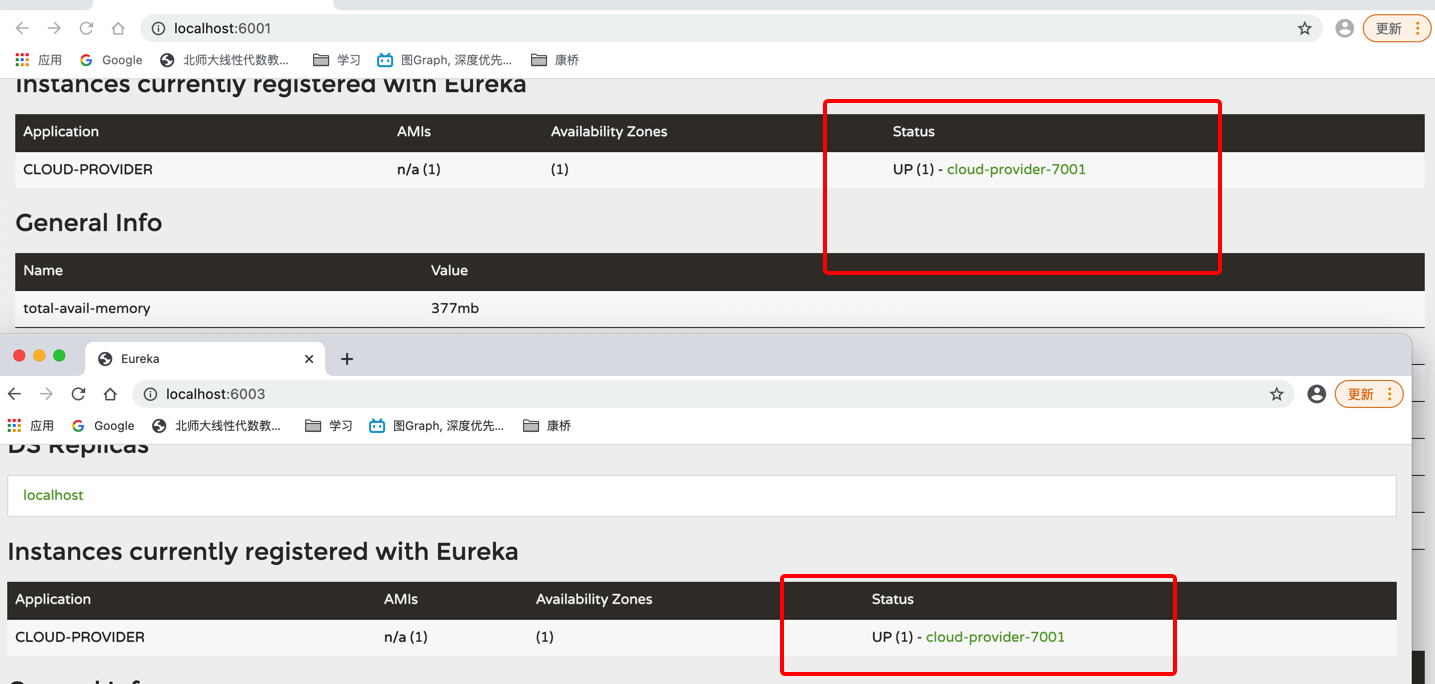 localhost:6001
更新
应用
Google
北师大线性代数教...
学习
图Graph, 深度优先...
康桥
Instances currently registered with Eureka
Application AMIs Availability Zones Status
CLOUD-PROVIDER n/a (1) (1) UP (1) - cloud-provider-7001
General Info
Name Value
total-avail-memory 377mb
Eureka
localhost:6003
更新
应用
Google
北师大线性代数教...
学习
图Graph, 深度优先...
康桥
DS Replicas
localhost
Instances currently registered with Eureka
Application AMIs Availability Zones Status
CLOUD-PROVIDER n/a (1) (1) UP (1) - cloud-provider-7001